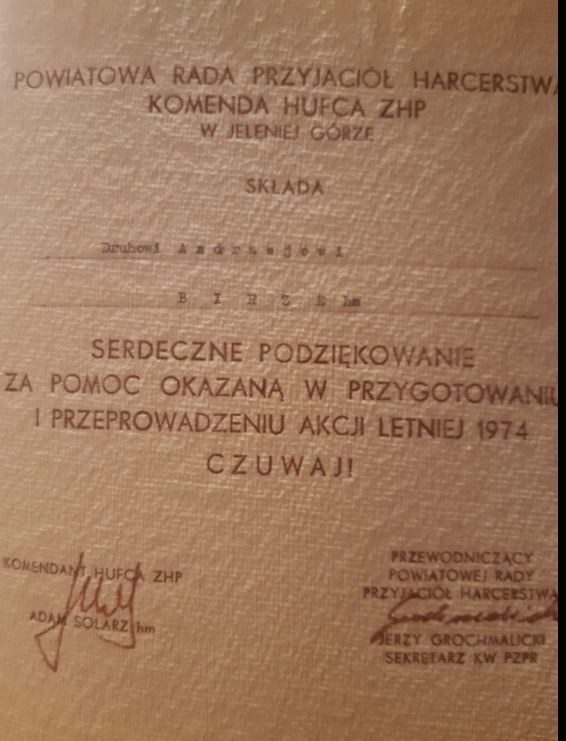 POWIATOWA RADA PRZYJACIÓŁ HARCERSTWA
KOMENDA HUFCA ZHP
W JELENIEJ GÓRZE
SKŁADA
Druhowi Andrzejowi
BIRZE hm
SERDECZNE PODZIĘKOWANIE
ZA POMOC OKAZANĄ W PRZYGOTOWANIU
I PRZEPROWADZENIU AKCJI LETNIEJ 1974
CZUWAJ!
KOMENDANT HUFCA ZHP
ADAM SOLARZ hm
PRZEWODNICZĄCY
POWIATOWEJ RADY
PRZYJACIÓŁ HARCERSTWA
JERZY GROCHMALICKI
SEKRETARZ KW PZPR